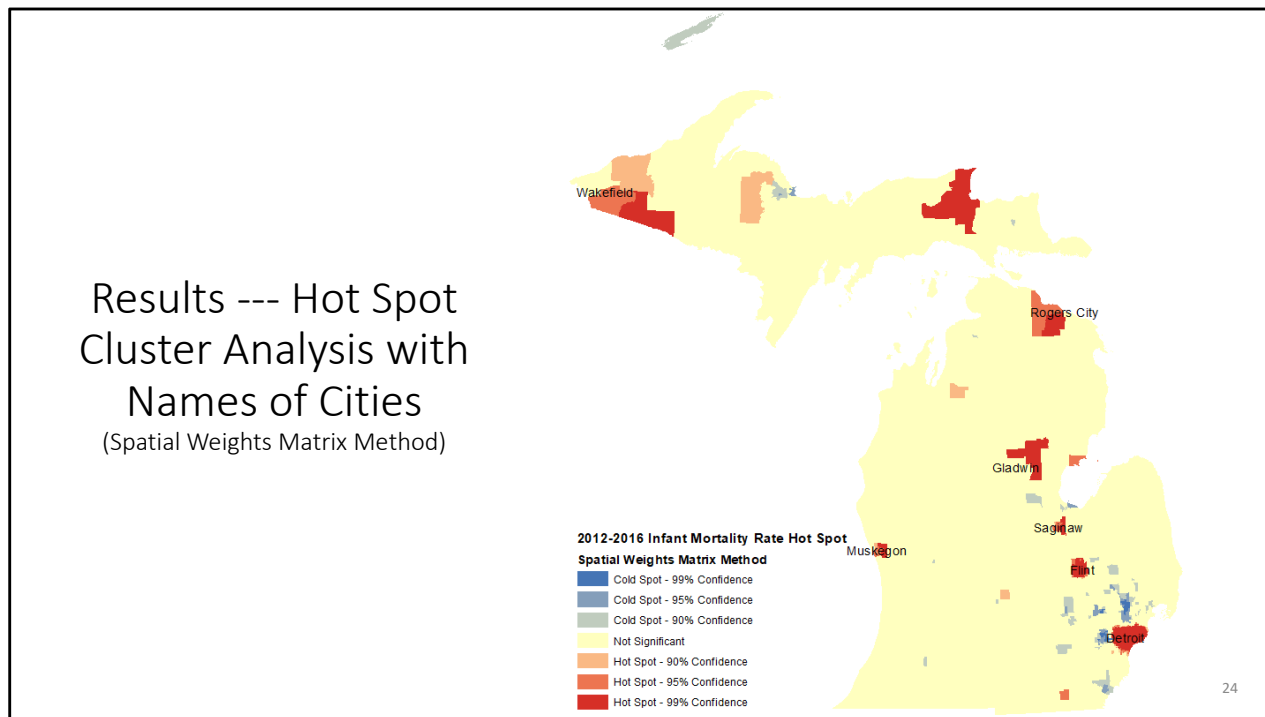 Results --- Hot Spot
Cluster Analysis with
Names of Cities
(Spatial Weights Matrix Method)
Wakefield
Rogers City
Gladwin
Saginaw
Muskegon
Flint
Detroit
2012-2016 Infant Mortality Rate Hot Spot
Spatial Weights Matrix Method
Cold Spot - 99% Confidence
Cold Spot - 95% Confidence
Cold Spot - 90% Confidence
Not Significant
Hot Spot - 90% Confidence
Hot Spot - 95% Confidence
Hot Spot - 99% Confidence
24